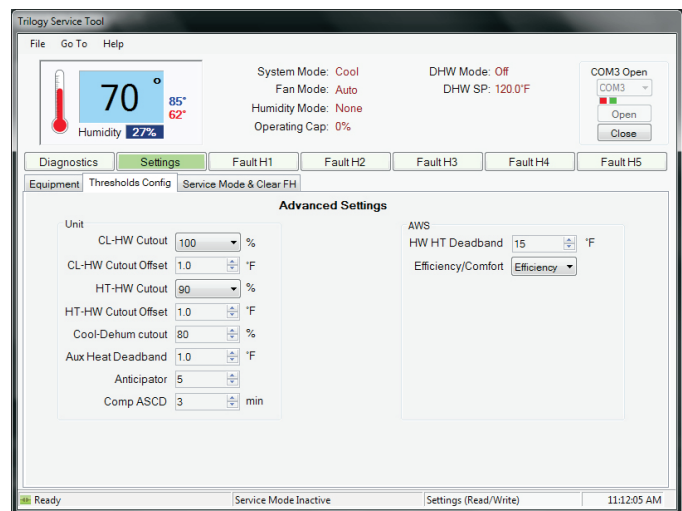 Trilogy Service Tool
File Go To Help
70 °
85°
62°
Humidity 27%
System Mode: Cool
Fan Mode: Auto
Humidity Mode: None
Operating Cap: 0%
DHW Mode: Off
DHW SP: 120.0°F
COM3 Open
COM3
Open
Close
Diagnostics Settings Fault H1 Fault H2 Fault H3 Fault H4 Fault H5
Equipment Thresholds Config Service Mode & Clear FH
Advanced Settings
Unit
CL-HW Cutout 100 %
CL-HW Cutout Offset 1.0 °F
HT-HW Cutout 90 %
HT-HW Cutout Offset 1.0 °F
Cool-Dehum cutout 80 %
Aux Heat Deadband 1.0 °F
Anticipator 5
Comp ASCD 3 min
AWS
HW HT Deadband 15 °F
Efficiency/Comfort Efficiency
Ready Service Mode Inactive Settings (Read/Write) 11:12:05 AM